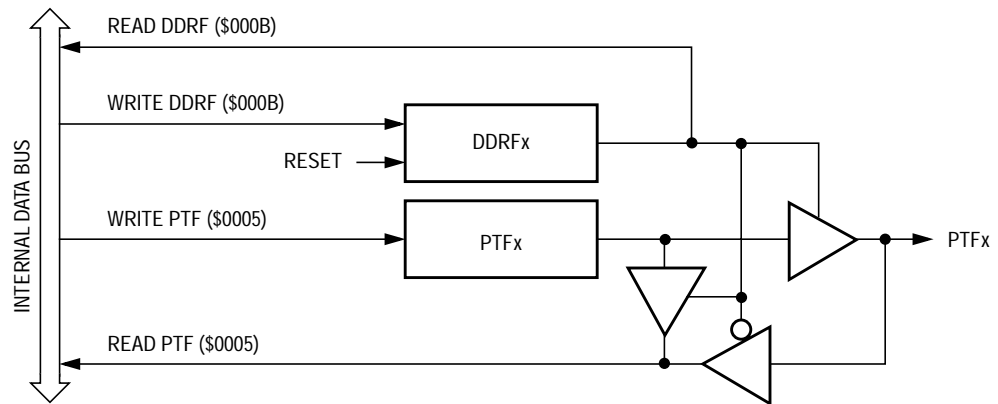 READ DDRF ($000B)
WRITE DDRF ($000B)
DDRFx
RESET
WRITE PTF ($0005)
PTFx
PTFx
READ PTF ($0005)
INTERNAL DATA BUS